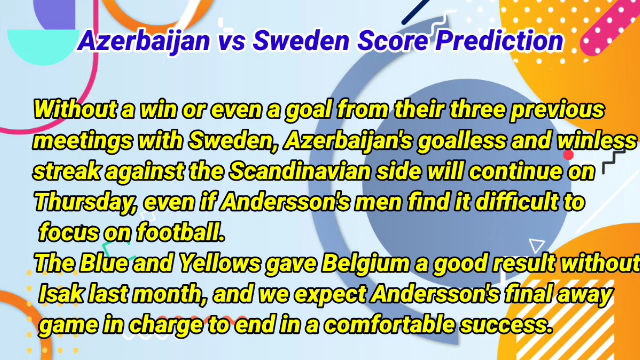 Azerbaijan vs Sweden Score Prediction
Without a win or even a goal from their three previous
meetings with Sweden, Azerbaijan's goalless and winless
streak against the Scandinavian side will continue on
Thursday, even if Andersson's men find it difficult to
focus on football.
The Blue and Yellows gave Belgium a good result without
Isak last month, and we expect Andersson's final away
game in charge to end in a comfortable success.